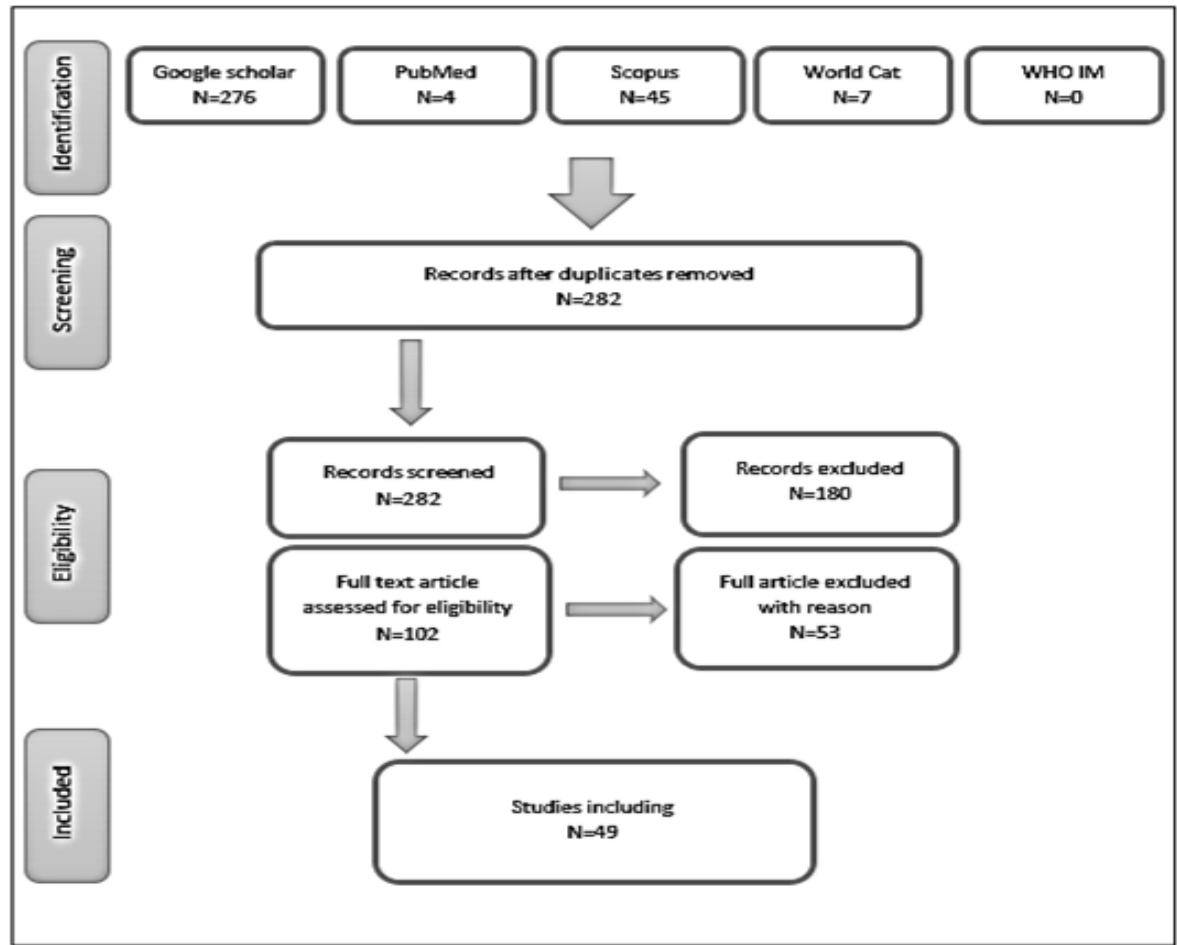 Identification
Google scholar
N=276
PubMed
N=4
Scopus
N=45
World Cat
N=7
WHO IM
N=0
Screening
Records after duplicates removed
N=282
Eligibility
Records screened
N=282
Records excluded
N=180
Full text article
assessed for eligibility
N=102
Full article excluded
with reason
N=53
Included
Studies including
N=49